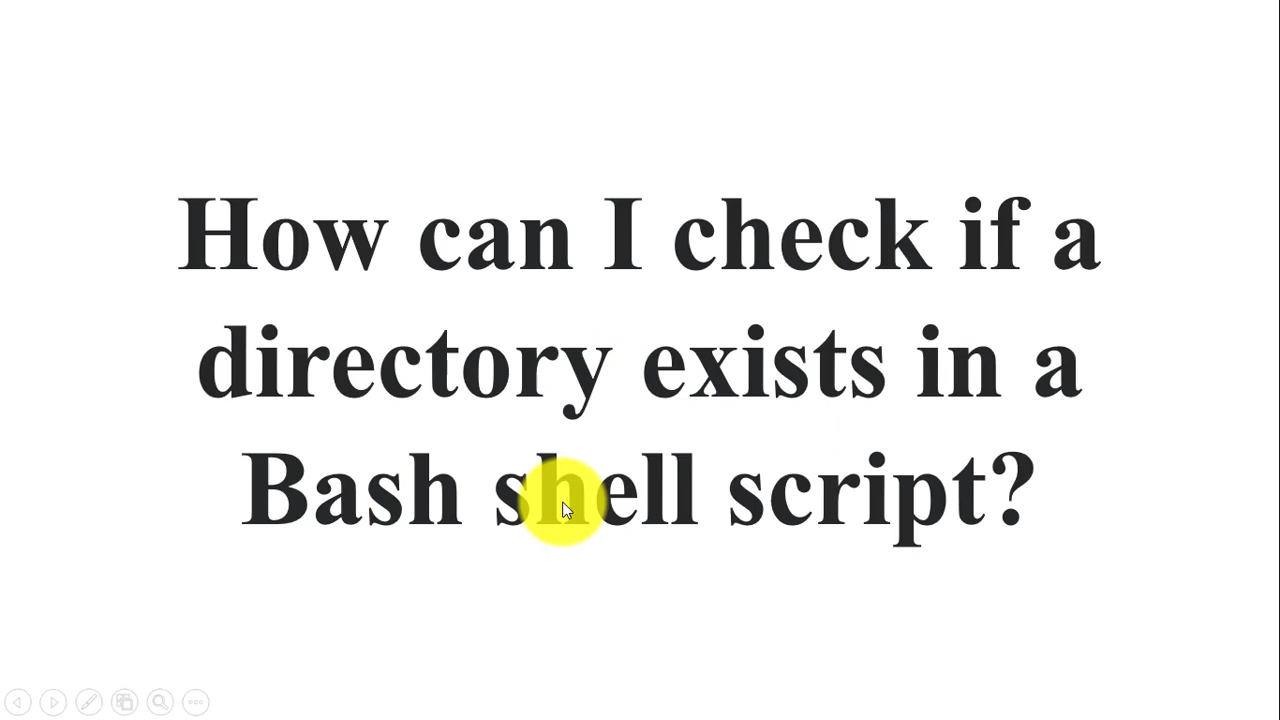 How can I check if a
directory exists in a
Bash shell script?